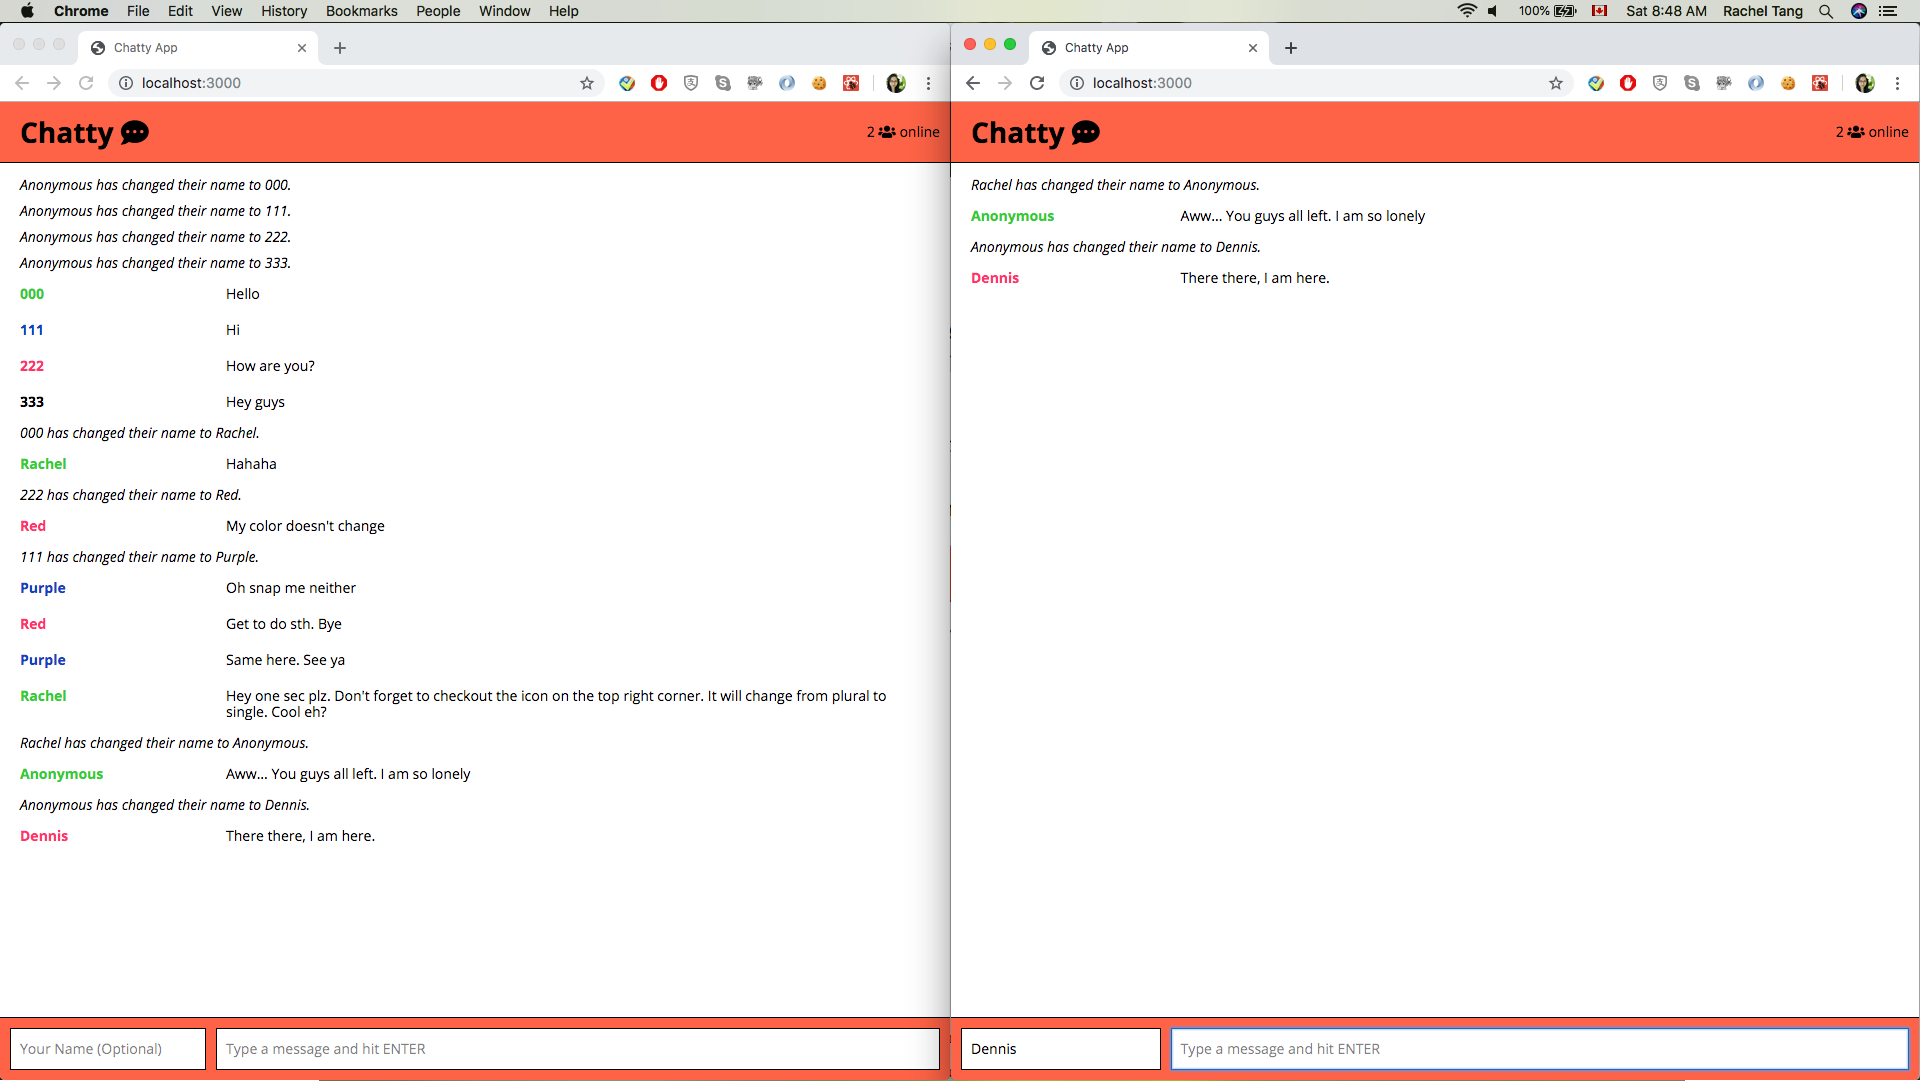 Chrome File Edit View History Bookmarks People Window Help 100% Sat 8:48 AM Rachel Tang
Chatty App
localhost:3000
Chatty
2 online
Anonymous has changed their name to 000.
Anonymous has changed their name to 111.
Anonymous has changed their name to 222.
Anonymous has changed their name to 333.
000 Hello
111 Hi
222 How are you?
333 Hey guys
000 has changed their name to Rachel.
Rachel Hahaha
222 has changed their name to Red.
Red My color doesn't change
111 has changed their name to Purple.
Purple Oh snap me neither
Red Get to do sth. Bye
Purple Same here. See ya
Rachel Hey one sec plz. Don't forget to checkout the icon on the top right corner. It will change from plural to
single. Cool eh?
Rachel has changed their name to Anonymous.
Anonymous Aww... You guys all left. I am so lonely
Anonymous has changed their name to Dennis.
Dennis There there, I am here.
Your Name (Optional) Type a message and hit ENTER
Chatty App
localhost:3000
Chatty
2 online
Rachel has changed their name to Anonymous.
Anonymous Aww... You guys all left. I am so lonely
Anonymous has changed their name to Dennis.
Dennis There there, I am here.
Dennis Type a message and hit ENTER